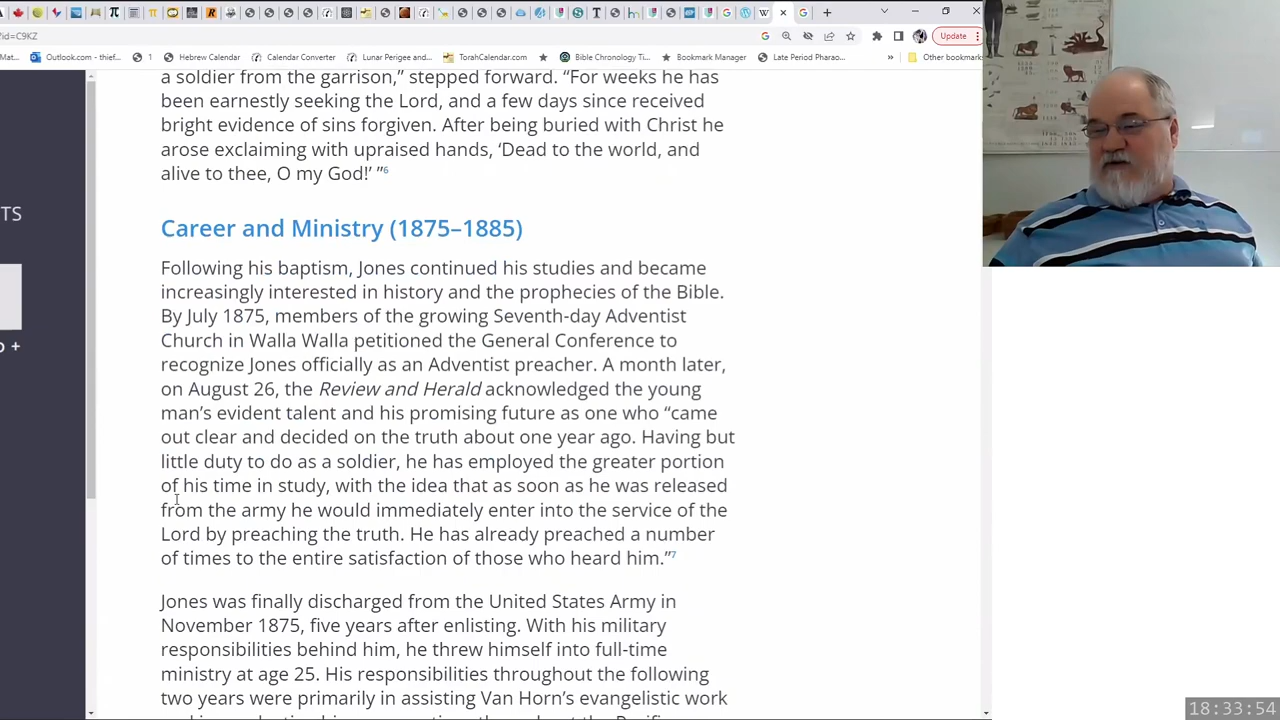 ?id=C9KZ
Update
Mat...
Outlook.com - thief...
1
Hebrew Calendar
Calendar Converter
Lunar Perigee and...
TorahCalendar.com
Bible Chronology Ti...
Bookmark Manager
Late Period Pharao...
»
Other bookmark
a soldier from the garrison,” stepped forward. “For weeks he has
been earnestly seeking the Lord, and a few days since received
bright evidence of sins forgiven. After being buried with Christ he
arose exclaiming with upraised hands, ‘Dead to the world, and
alive to thee, O my God!’ ”6
TS
Career and Ministry (1875–1885)
Following his baptism, Jones continued his studies and became
increasingly interested in history and the prophecies of the Bible.
By July 1875, members of the growing Seventh-day Adventist
Church in Walla Walla petitioned the General Conference to
recognize Jones officially as an Adventist preacher. A month later,
on August 26, the Review and Herald acknowledged the young
man’s evident talent and his promising future as one who “came
out clear and decided on the truth about one year ago. Having but
little duty to do as a soldier, he has employed the greater portion
of his time in study, with the idea that as soon as he was released
from the army he would immediately enter into the service of the
Lord by preaching the truth. He has already preached a number
of times to the entire satisfaction of those who heard him.”7
Jones was finally discharged from the United States Army in
November 1875, five years after enlisting. With his military
responsibilities behind him, he threw himself into full-time
ministry at age 25. His responsibilities throughout the following
two years were primarily in assisting Van Horn’s evangelistic work
18:33:54